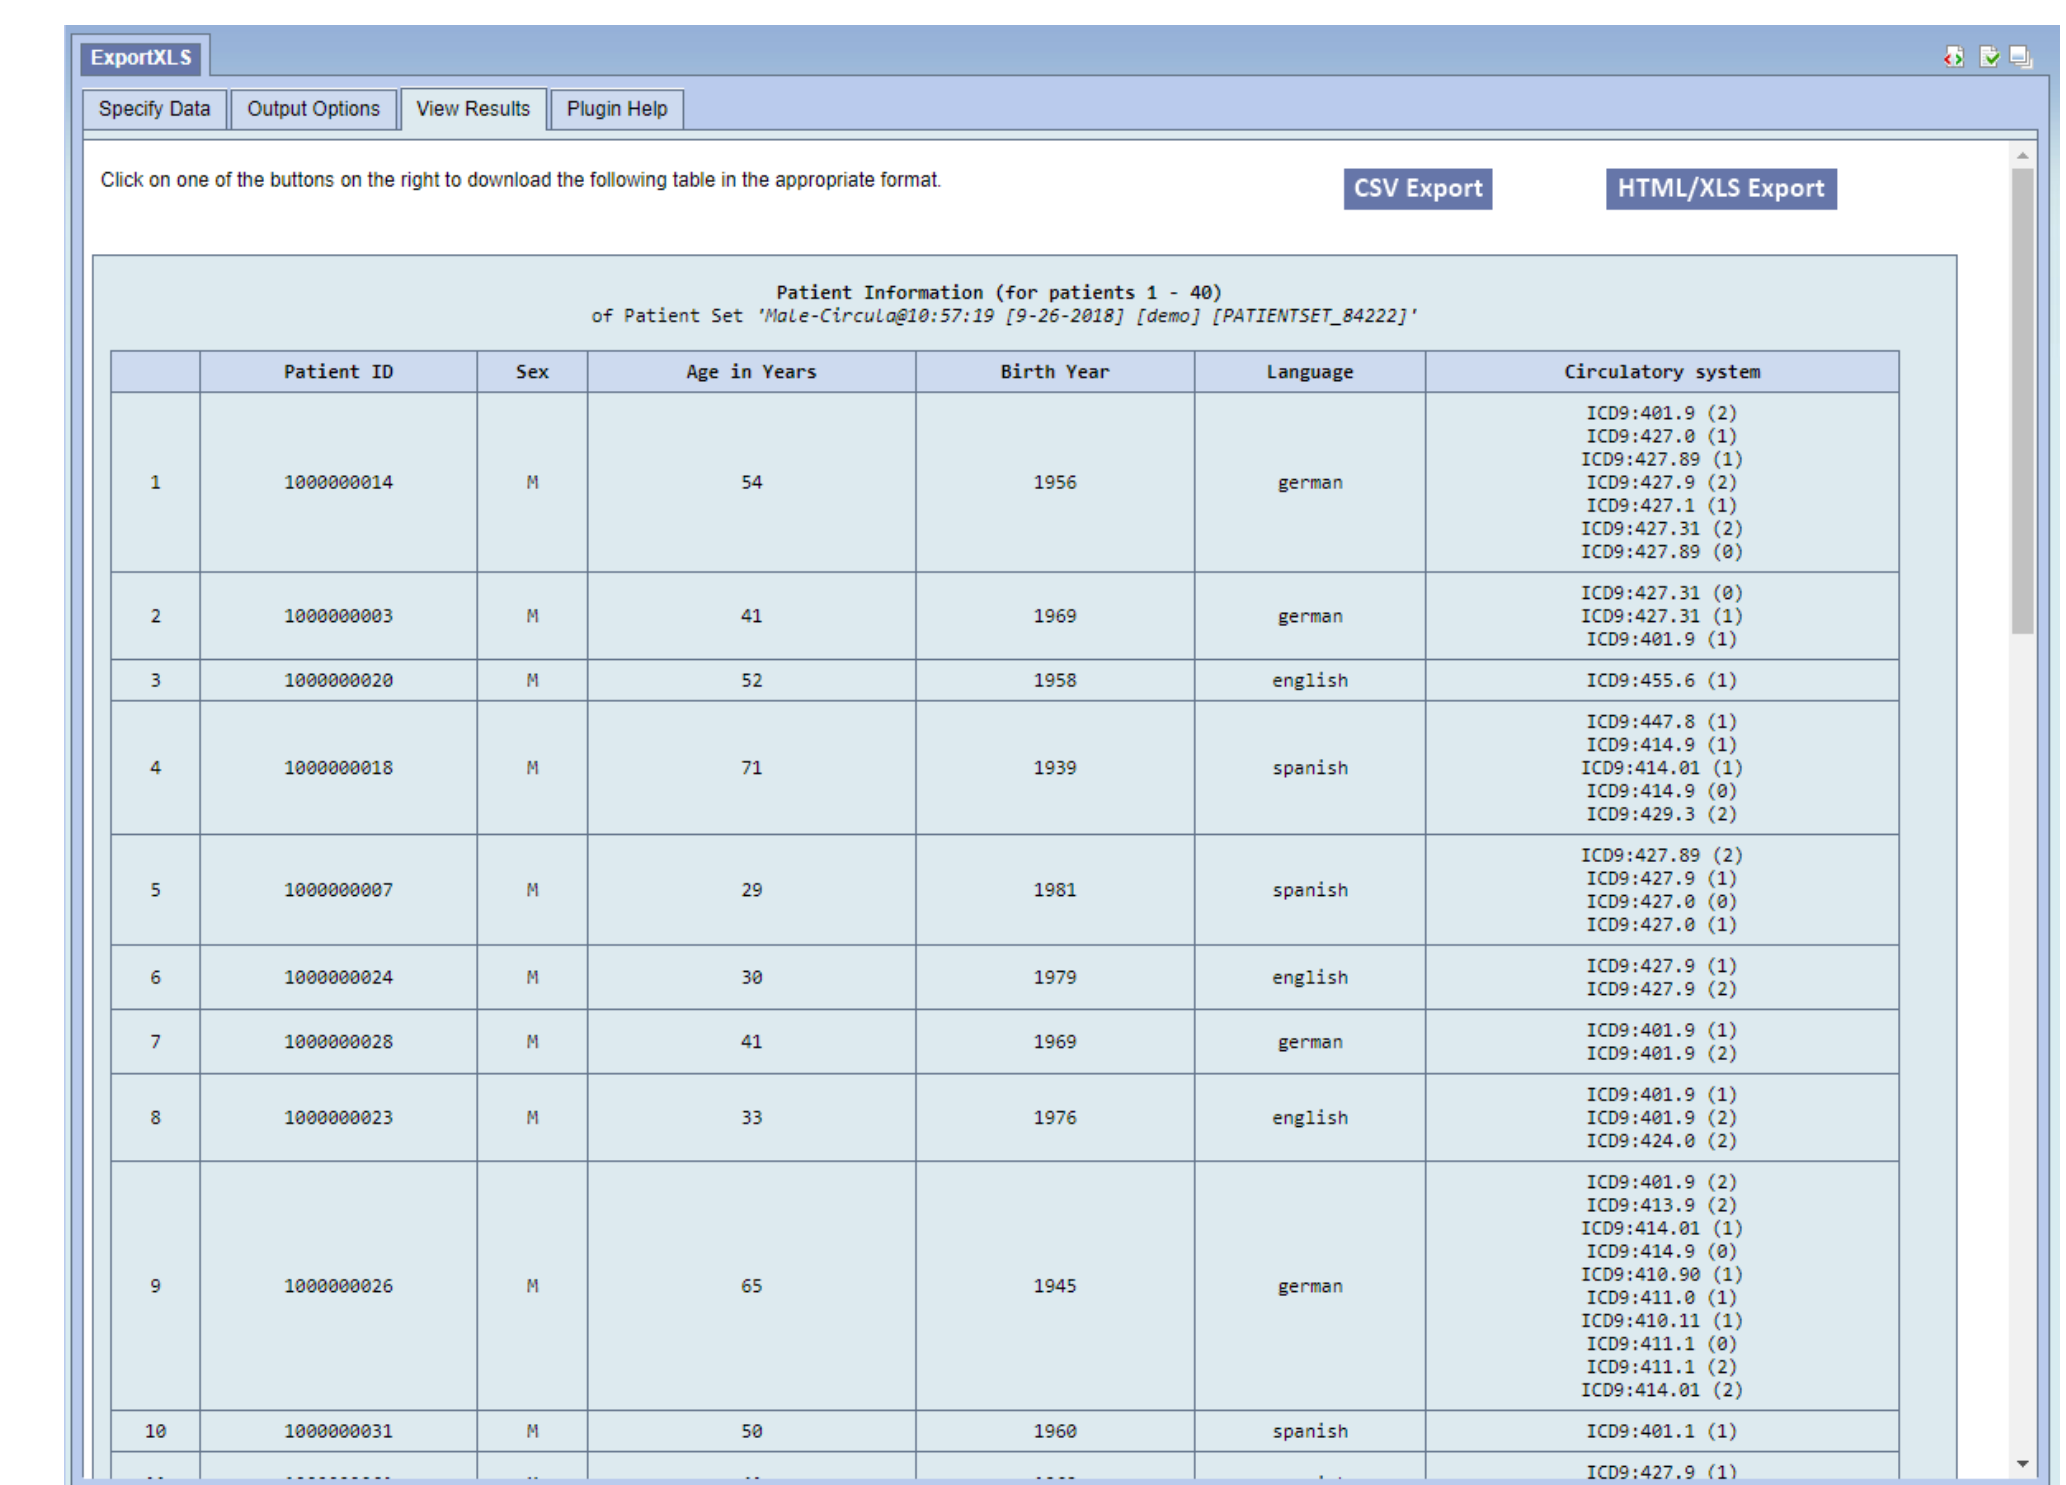 ExportXLS
Specify Data Output Options View Results Plugin Help
Click on one of the buttons on the right to download the following table in the appropriate format. CSV Export HTML/XLS Export
Patient Information (for patients 1 - 40)
of Patient Set 'Male-Circula@10:57:19 [9-26-2018] [demo] [PATIENTSET_84222]'
Patient ID Sex Age in Years Birth Year Language Circulatory system
1 1000000014 M 54 1956 german
ICD9:401.9 (2)
ICD9:427.0 (1)
ICD9:427.89 (1)
ICD9:427.9 (2)
ICD9:427.1 (1)
ICD9:427.31 (2)
ICD9:427.89 (0)
2 1000000003 M 41 1969 german
ICD9:427.31 (0)
ICD9:427.31 (1)
ICD9:401.9 (1)
3 1000000020 M 52 1958 english ICD9:455.6 (1)
4 1000000018 M 71 1939 spanish
ICD9:447.8 (1)
ICD9:414.9 (1)
ICD9:414.01 (1)
ICD9:414.9 (0)
ICD9:429.3 (2)
5 1000000007 M 29 1981 spanish
ICD9:427.89 (2)
ICD9:427.9 (1)
ICD9:427.0 (0)
ICD9:427.0 (1)
6 1000000024 M 30 1979 english
ICD9:427.9 (1)
ICD9:427.9 (2)
7 1000000028 M 41 1969 german
ICD9:401.9 (1)
ICD9:401.9 (2)
8 1000000023 M 33 1976 english
ICD9:401.9 (1)
ICD9:401.9 (2)
ICD9:424.0 (2)
9 1000000026 M 65 1945 german
ICD9:401.9 (2)
ICD9:413.9 (2)
ICD9:414.01 (1)
ICD9:414.9 (0)
ICD9:410.90 (1)
ICD9:411.0 (1)
ICD9:410.11 (1)
ICD9:411.1 (0)
ICD9:411.1 (2)
ICD9:414.01 (2)
10 1000000031 M 50 1960 spanish ICD9:401.1 (1)
ICD9:427.9 (1)